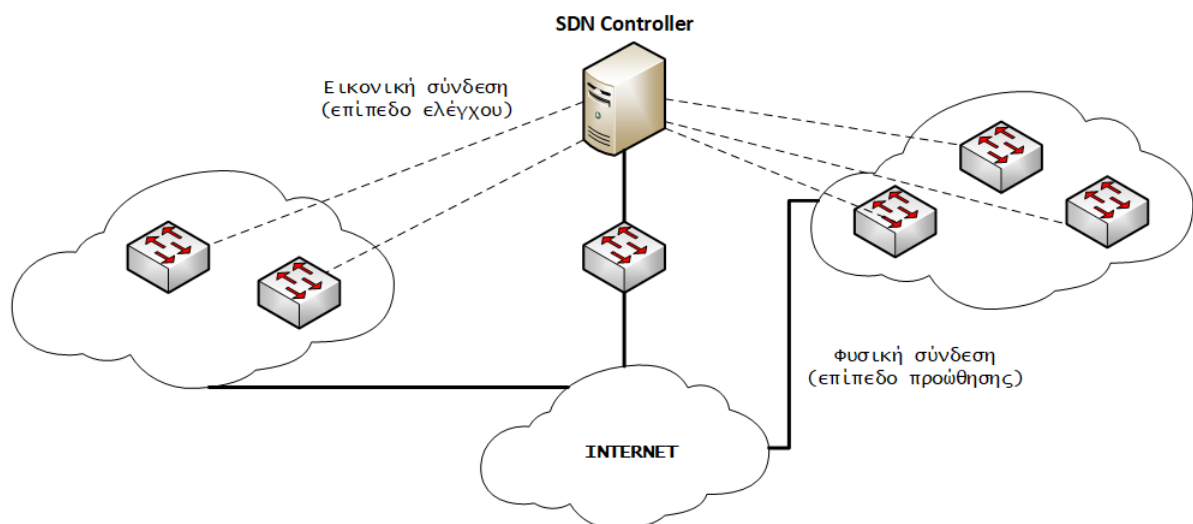 SDN Controller
Εικονική σύνδεση
(επίπεδο ελέγχου)
Φυσική σύνδεση
(επίπεδο προώθησης)
INTERNET